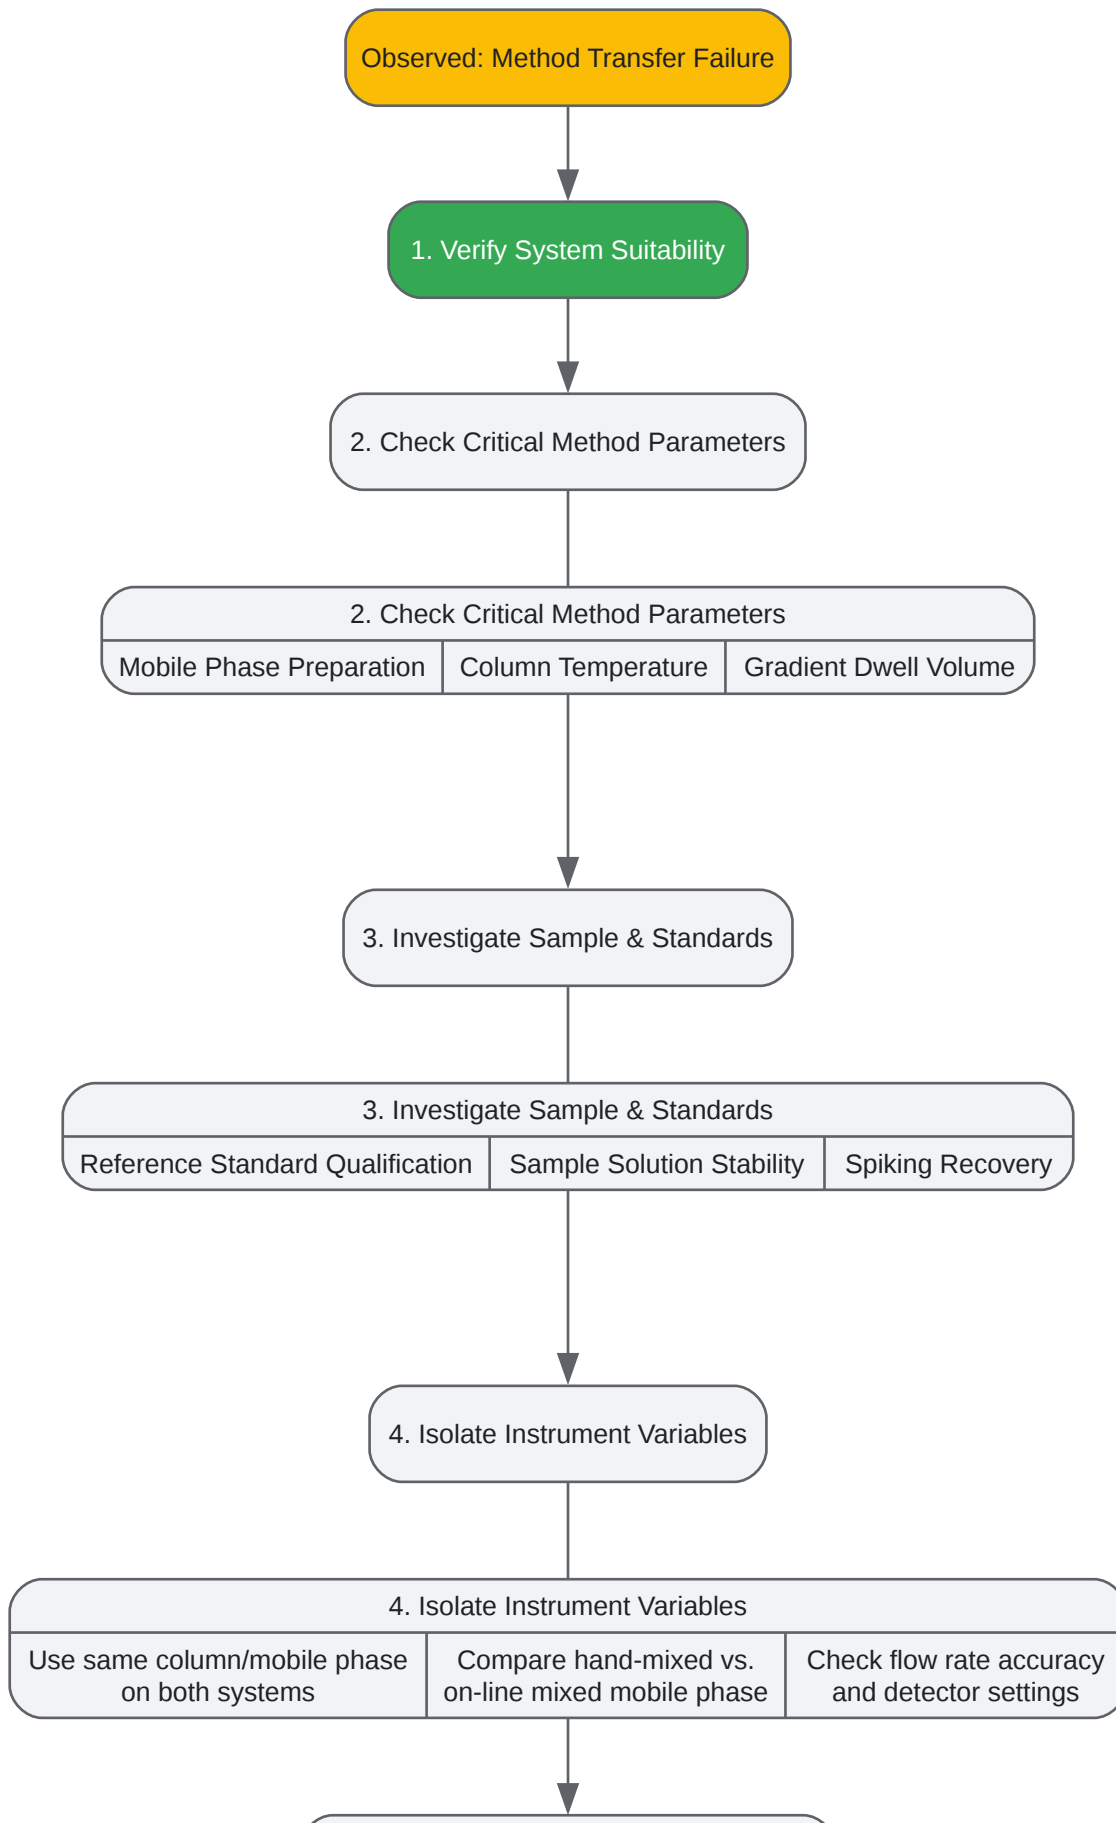 Observed: Method Transfer Failure
1. Verify System Suitability
2. Check Critical Method Parameters
2. Check Critical Method Parameters
Mobile Phase Preparation
Column Temperature
Gradient Dwell Volume
3. Investigate Sample & Standards
3. Investigate Sample & Standards
Reference Standard Qualification
Sample Solution Stability
Spiking Recovery
4. Isolate Instrument Variables
4. Isolate Instrument Variables
Use same column/mobile phase
on both systems
Compare hand-mixed vs.
on-line mixed mobile phase
Check flow rate accuracy
and detector settings